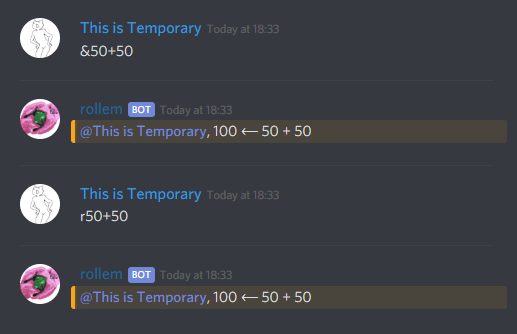 This is Temporary Today at 18:33
&50+50
rollem BOT Today at 18:33
@This is Temporary, 100 ⟵ 50 + 50
This is Temporary Today at 18:33
r50+50
rollem BOT Today at 18:33
@This is Temporary, 100 ⟵ 50 + 50